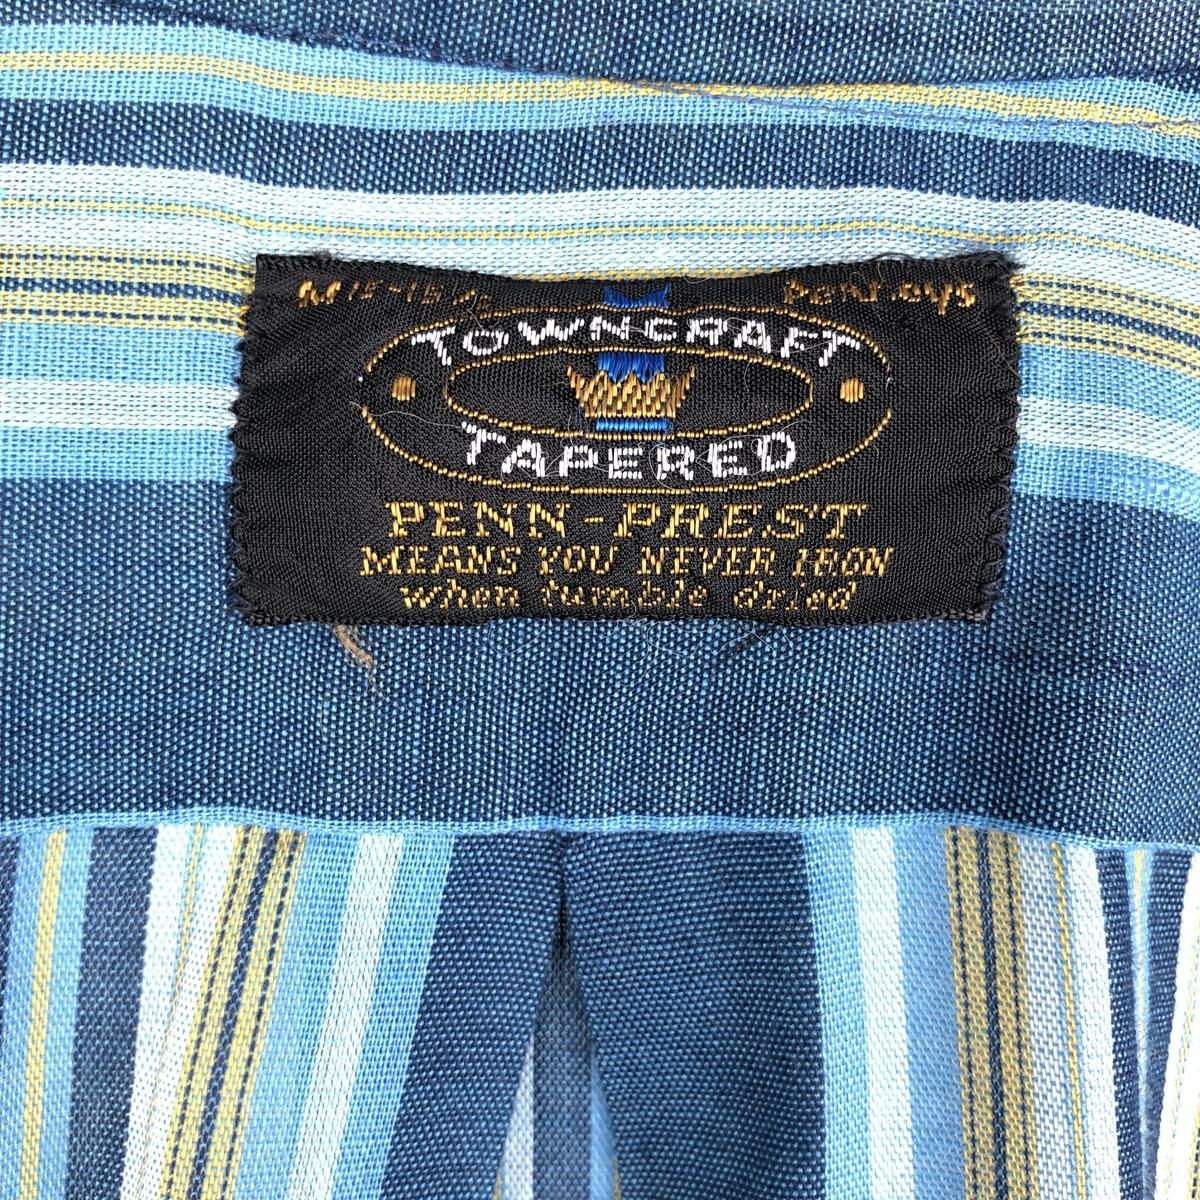 M 15-15½ Penneys
TOWNCRAFT
TAPERED
PENN-PREST
MEANS YOU NEVER IRON
when tumble dried